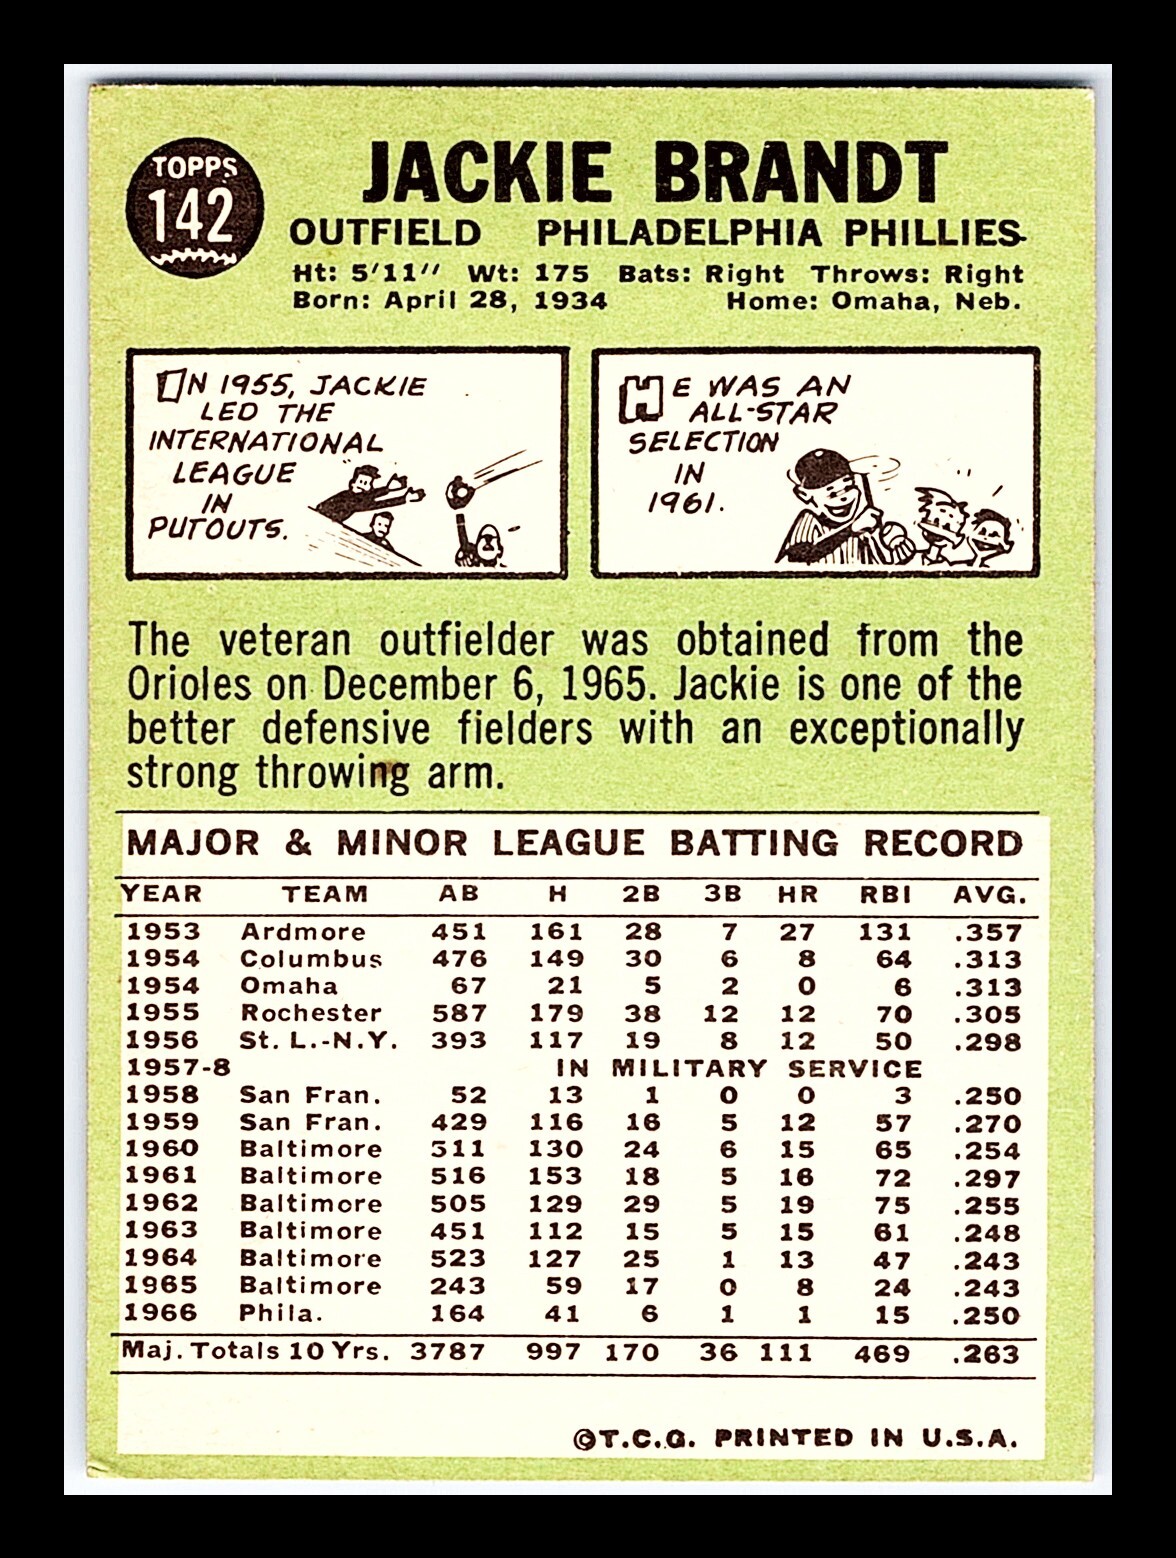 TOPPS
142
JACKIE BRANDT
OUTFIELD PHILADELPHIA PHILLIES
Ht: 5'11" Wt: 175 Bats: Right Throws: Right
Born: April 28, 1934 Home: Omaha, Neb.
IN 1955, JACKIE
LED THE
INTERNATIONAL
LEAGUE
IN
PUTOUTS.
HE WAS AN
ALL-STAR
SELECTION
IN
1961.
The veteran outfielder was obtained from the
Orioles on December 6, 1965. Jackie is one of the
better defensive fielders with an exceptionally
strong throwing arm.
MAJOR & MINOR LEAGUE BATTING RECORD
YEAR TEAM AB H 2B 3B HR RBI AVG.
1953 Ardmore 451 161 28 7 27 131 .357
1954 Columbus 476 149 30 6 8 64 .313
1954 Omaha 67 21 5 2 0 6 .313
1955 Rochester 587 179 38 12 12 70 .305
1956 St. L.-N.Y. 393 117 19 8 12 50 .298
1957-8 IN MILITARY SERVICE
1958 San Fran. 52 13 1 0 0 3 .250
1959 San Fran. 429 116 16 5 12 57 .270
1960 Baltimore 511 130 24 6 15 65 .254
1961 Baltimore 516 153 18 5 16 72 .297
1962 Baltimore 505 129 29 5 19 75 .255
1963 Baltimore 451 112 15 5 15 61 .248
1964 Baltimore 523 127 25 1 13 47 .243
1965 Baltimore 243 59 17 0 8 24 .243
1966 Phila. 164 41 6 1 1 15 .250
Maj. Totals 10 Yrs. 3787 997 170 36 111 469 .263
©T.C.G. PRINTED IN U.S.A.